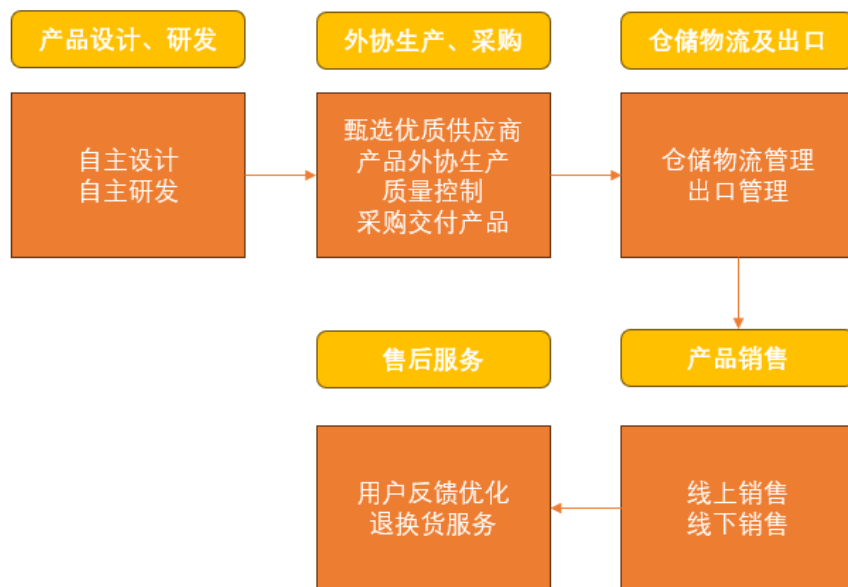 产品设计、研发
自主设计
自主研发
外协生产、采购
甄选优质供应商
产品外协生产
质量控制
采购交付产品
仓储物流及出口
仓储物流管理
出口管理
产品销售
线上销售
线下销售
售后服务
用户反馈优化
退换货服务